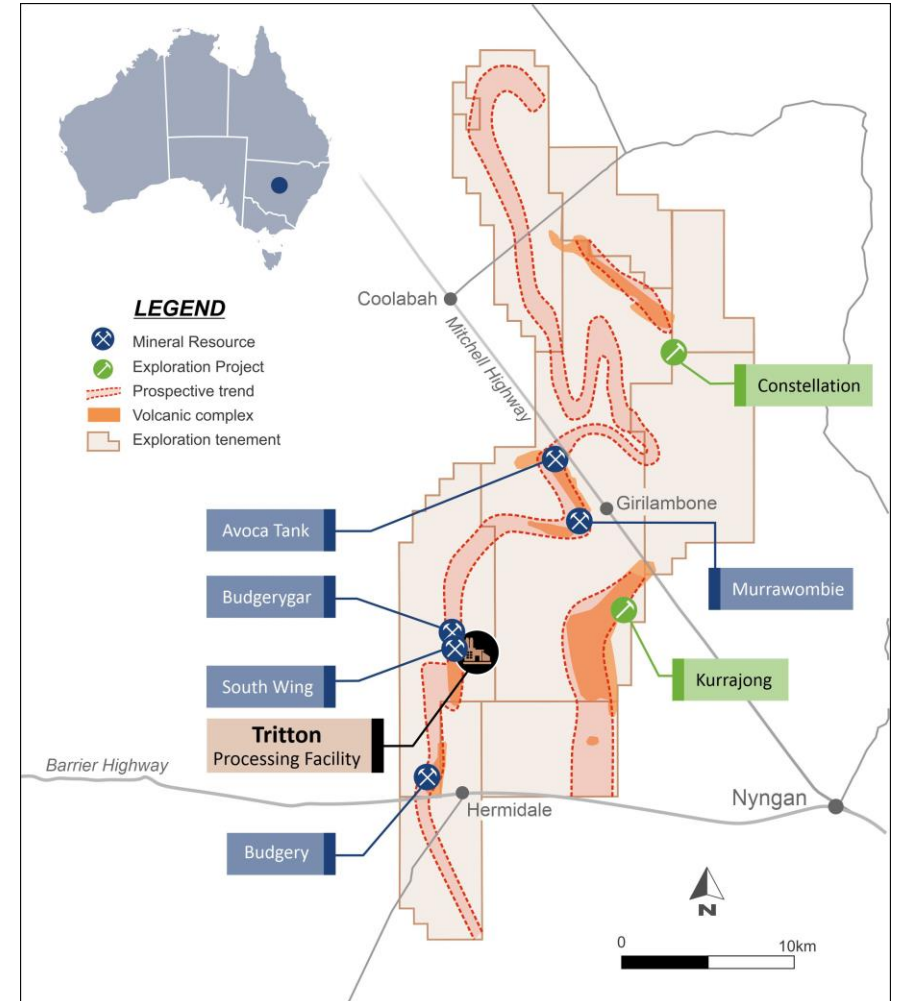 Coolabah
Mitchell Highway
LEGEND
Mineral Resource
Exploration Project
Prospective trend
Volcanic complex
Exploration tenement
Constellation
Girilambone
Avoca Tank
Murrawombie
Budgerygar
South Wing
Kurrajong
Tritton
Processing Facility
Barrier Highway
Hermidale
Nyngan
Budgery
N
0 10km